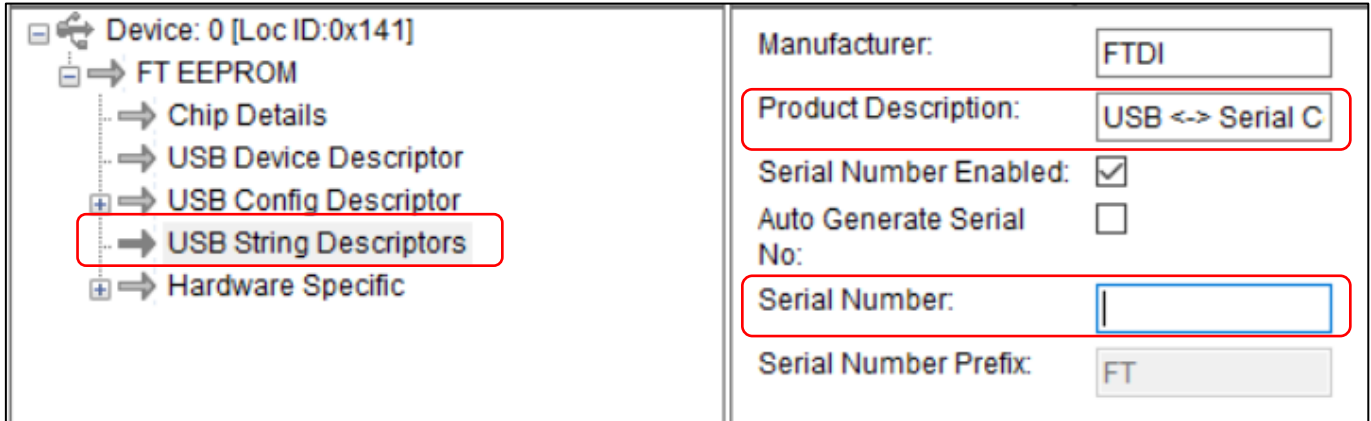 Device: 0 [Loc ID:0x141]
FT EEPROM
Chip Details
USB Device Descriptor
USB Config Descriptor
USB String Descriptors
Hardware Specific
Manufacturer:
FTDI
Product Description:
USB <-> Serial C
Serial Number Enabled:
Auto Generate Serial
No:
Serial Number:
Serial Number Prefix:
FT